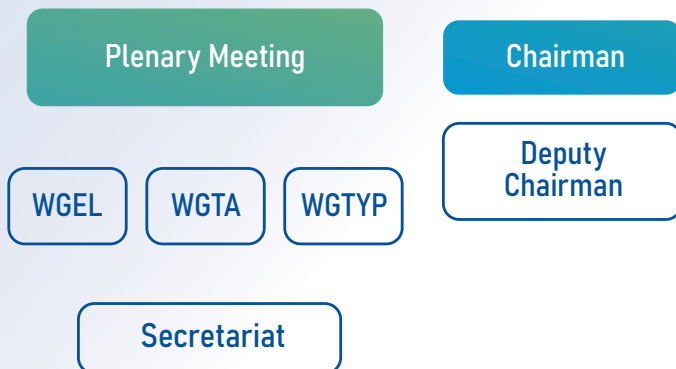 Plenary Meeting
Chairman
Deputy
Chairman
WGEL
WGTA
WGTYP
Secretariat